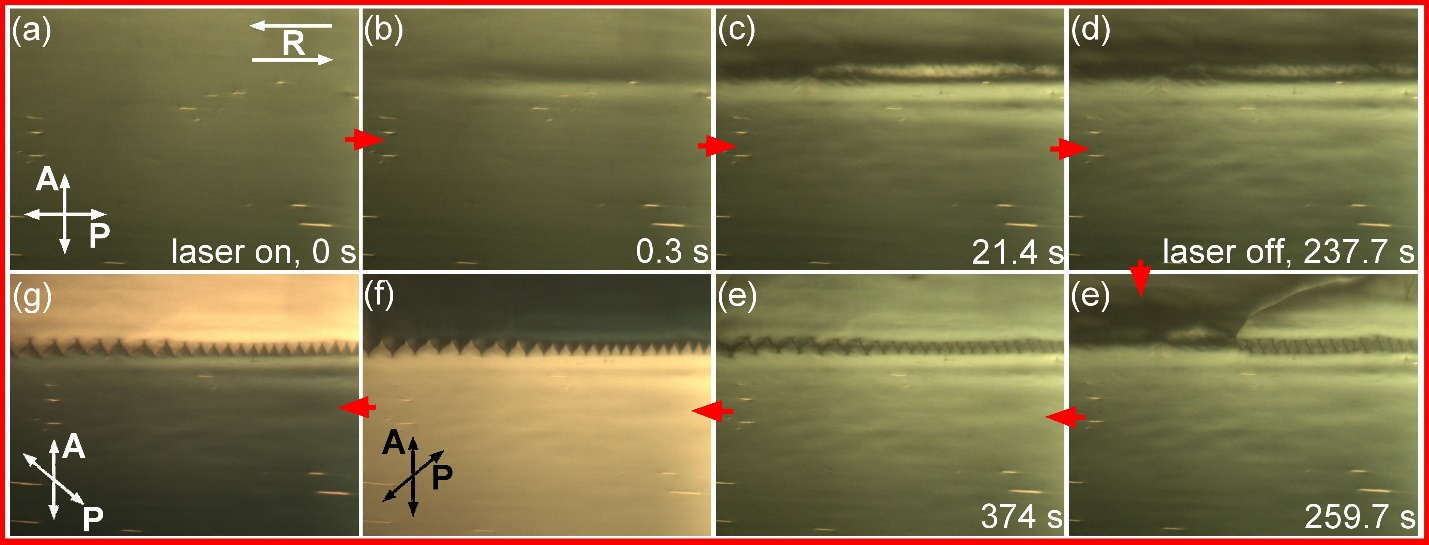 (a)
R
A
P
laser on, 0 s
(b)
0.3 s
(c)
21.4 s
(d)
laser off, 237.7 s
(g)
A
P
(f)
A
P
(e)
374 s
(e)
259.7 s